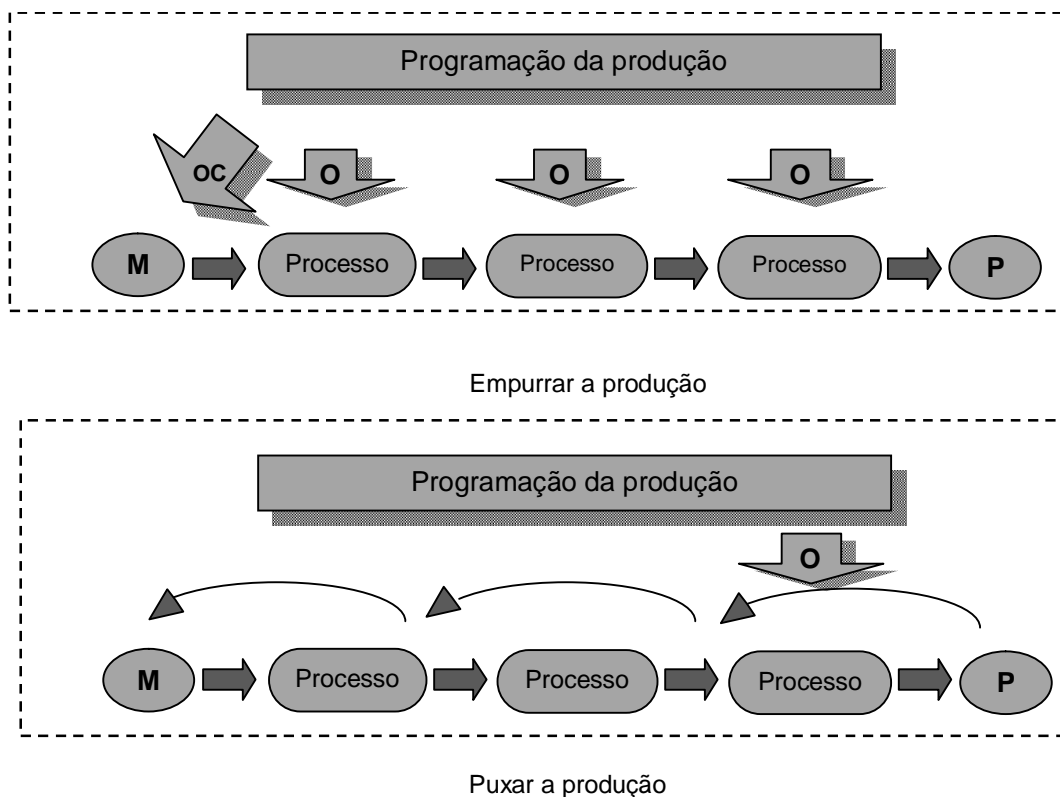 Programação da produção
OC O O O
M Processo Processo Processo P
Empurrar a produção
Programação da produção
O
M Processo Processo Processo P
Puxar a produção